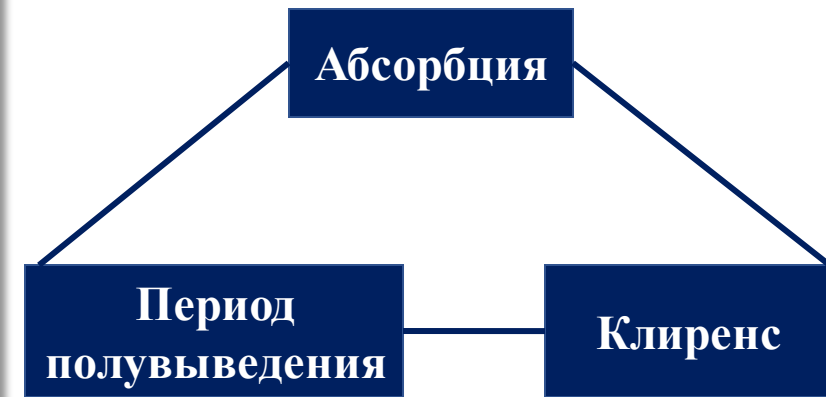 Абсорбция
Период
полувыведения
Клиренс